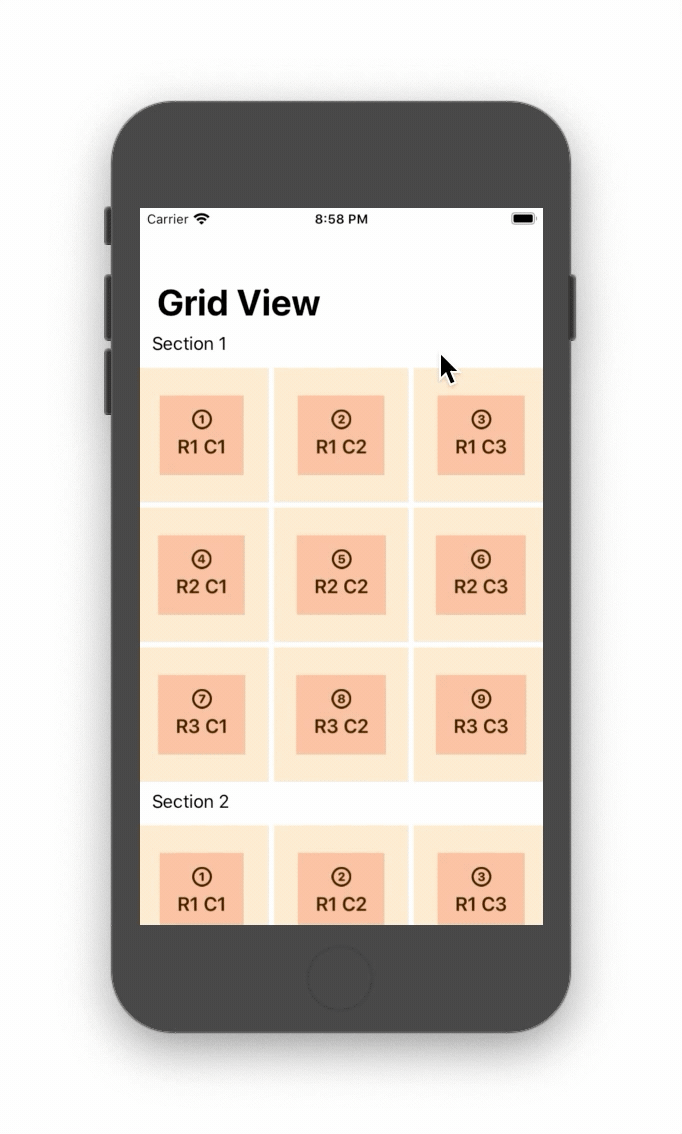 Carrier 8:58 PM
Grid View
Section 1
① ② ③
R1 C1 R1 C2 R1 C3
④ ⑤ ⑥
R2 C1 R2 C2 R2 C3
⑦ ⑧ ⑨
R3 C1 R3 C2 R3 C3
Section 2
① ② ③
R1 C1 R1 C2 R1 C3